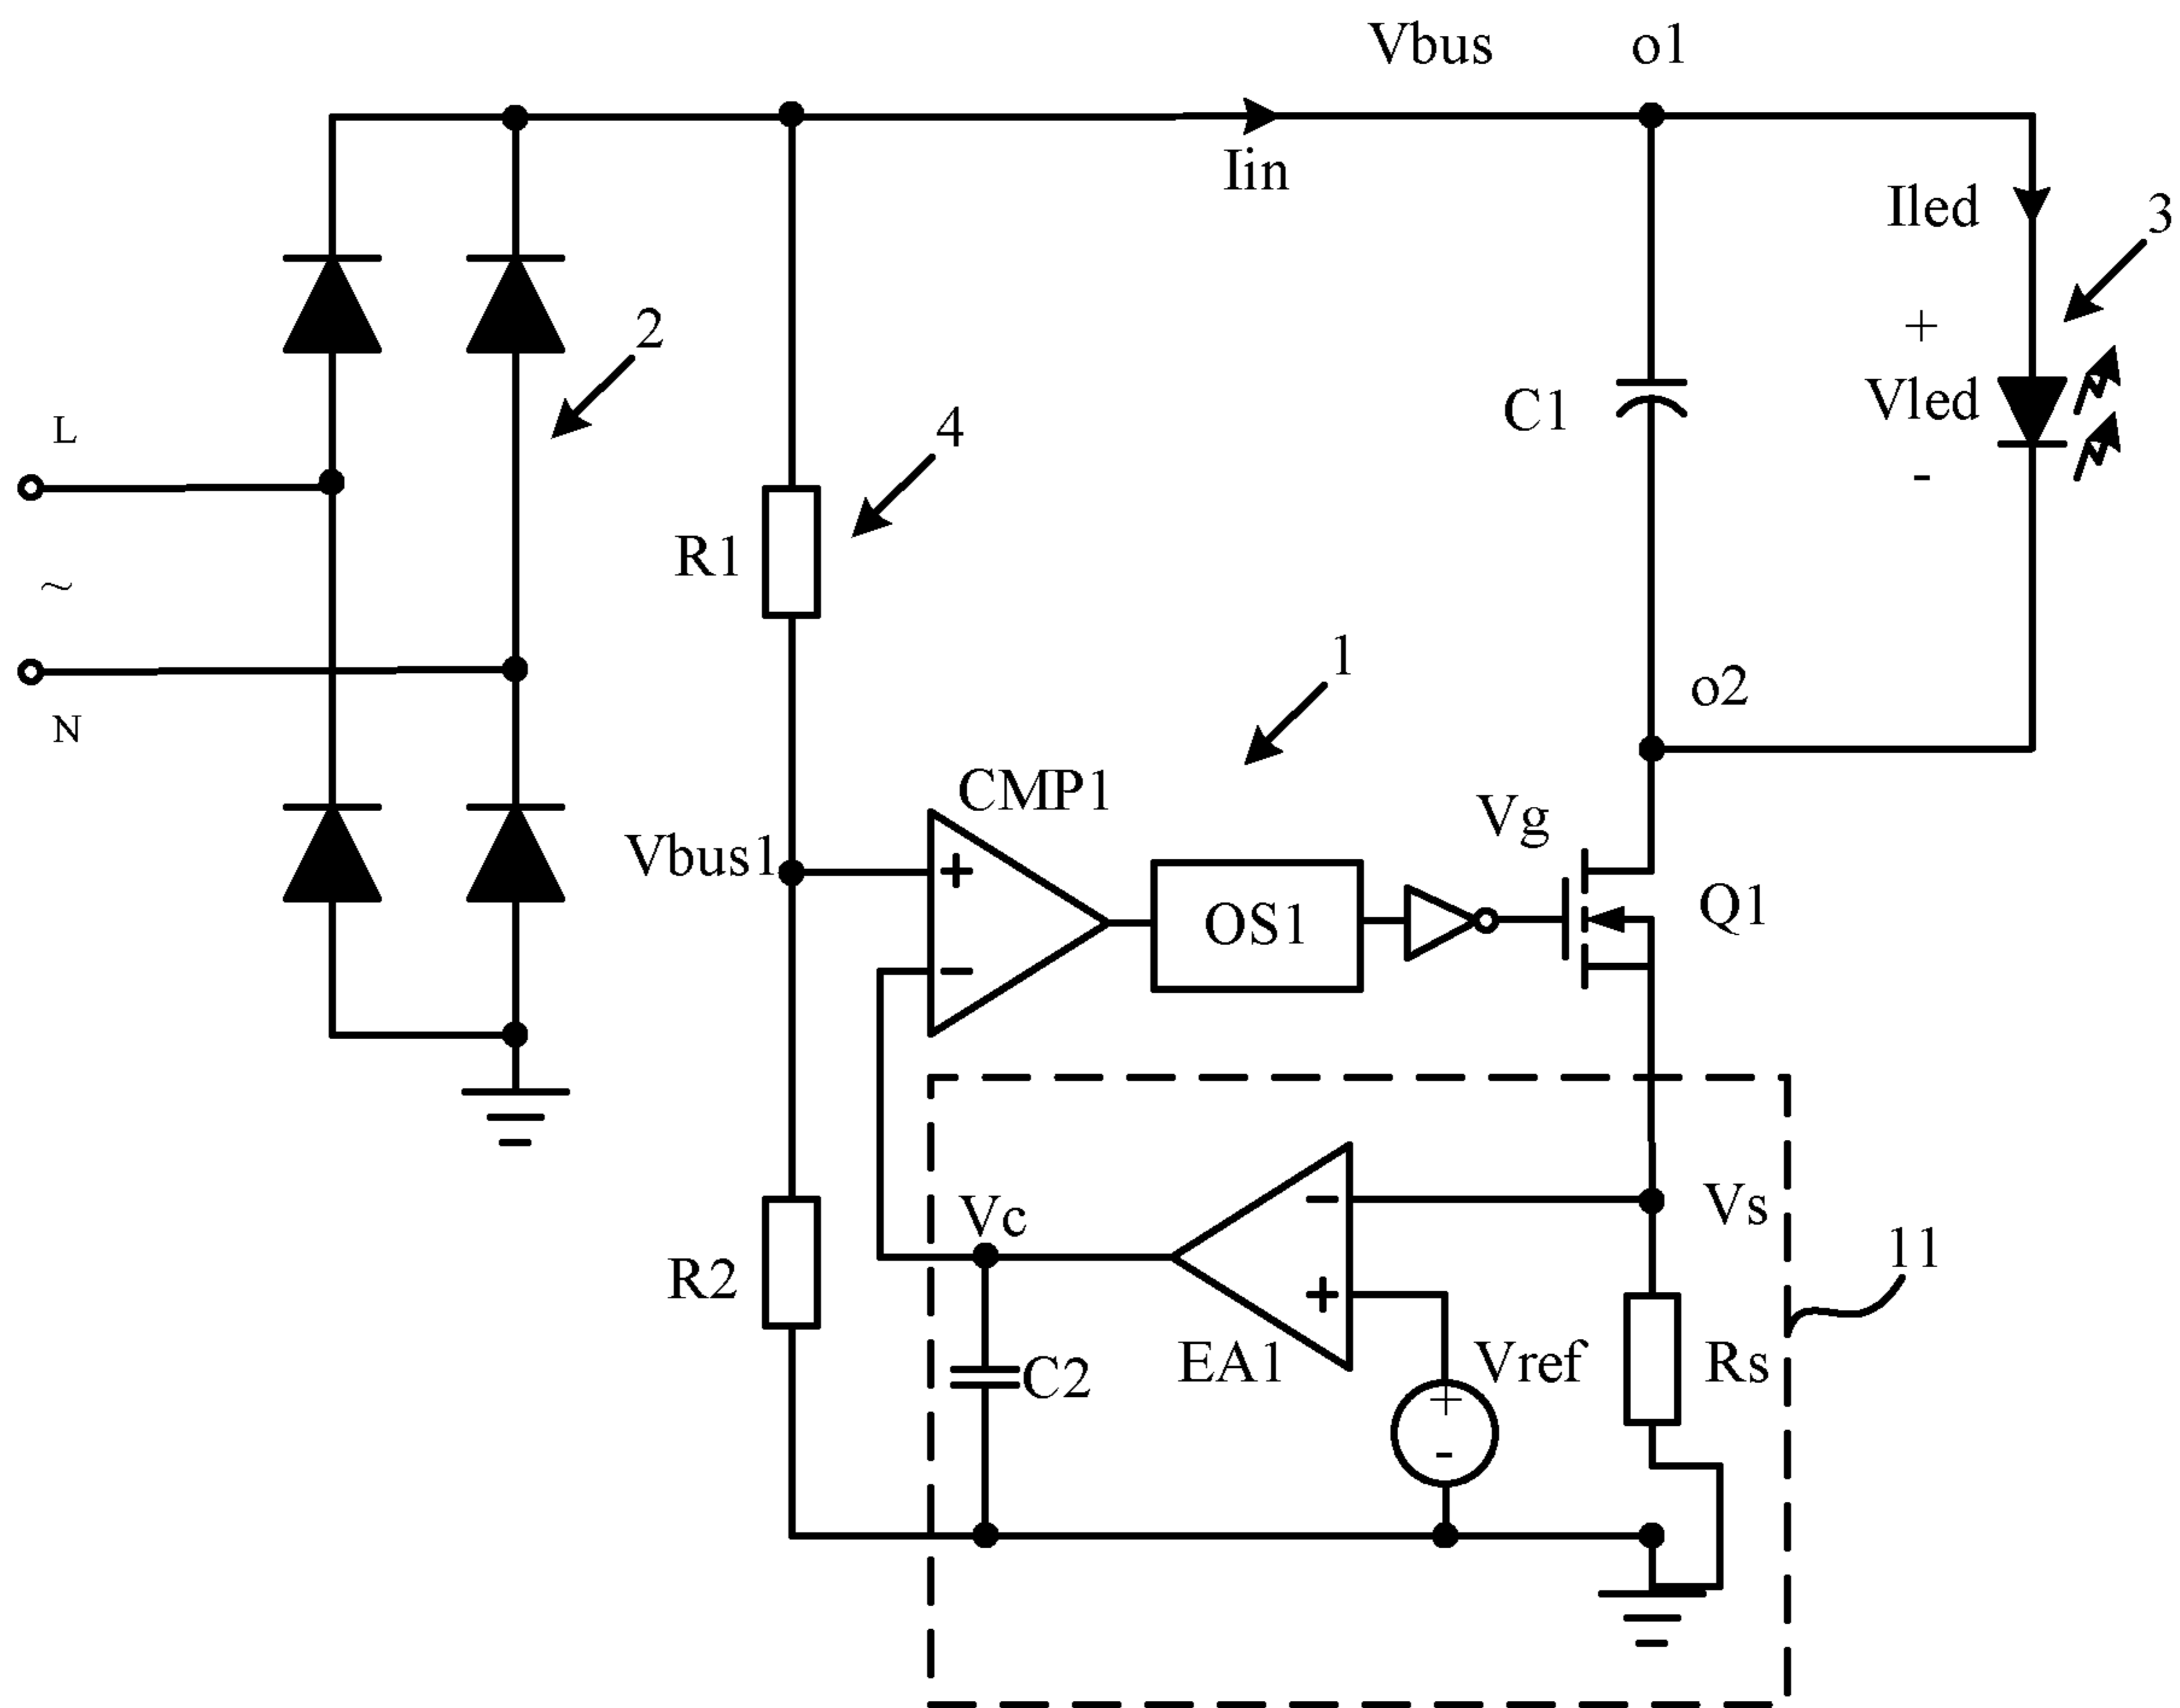 Vbus o1
Iin
Iled
3
2
+
Vled
-
C1
4
L
R1
~
1
o2
N
CMP1
Vg
Vbus1
+
OS1
Q1
-
Vs
Vc
-
11
R2
+
EA1
Vref
Rs
C2
+
-